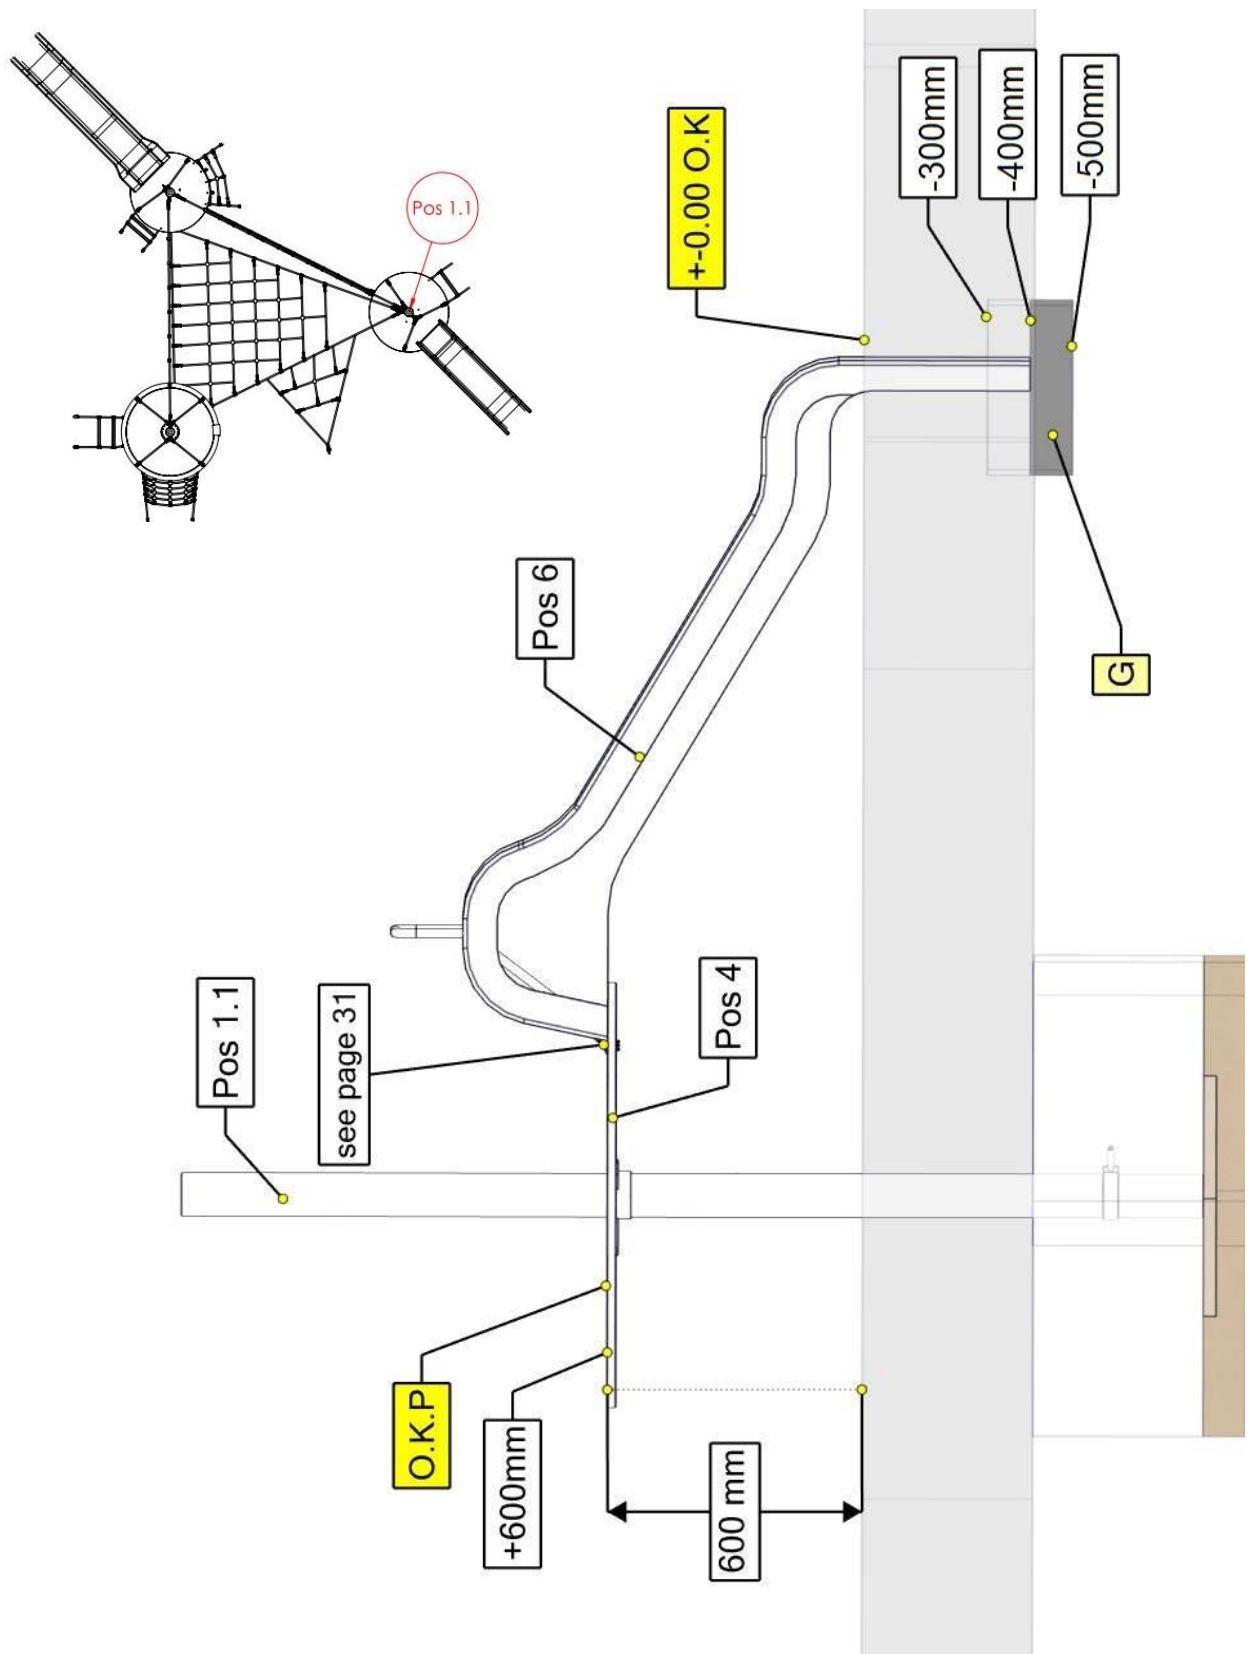 Pos 1.1
+-0.00 O.K
-300mm
-400mm
-500mm
Pos 6
G
Pos 1.1
see page 31
Pos 4
O.K.P
+600mm
600 mm